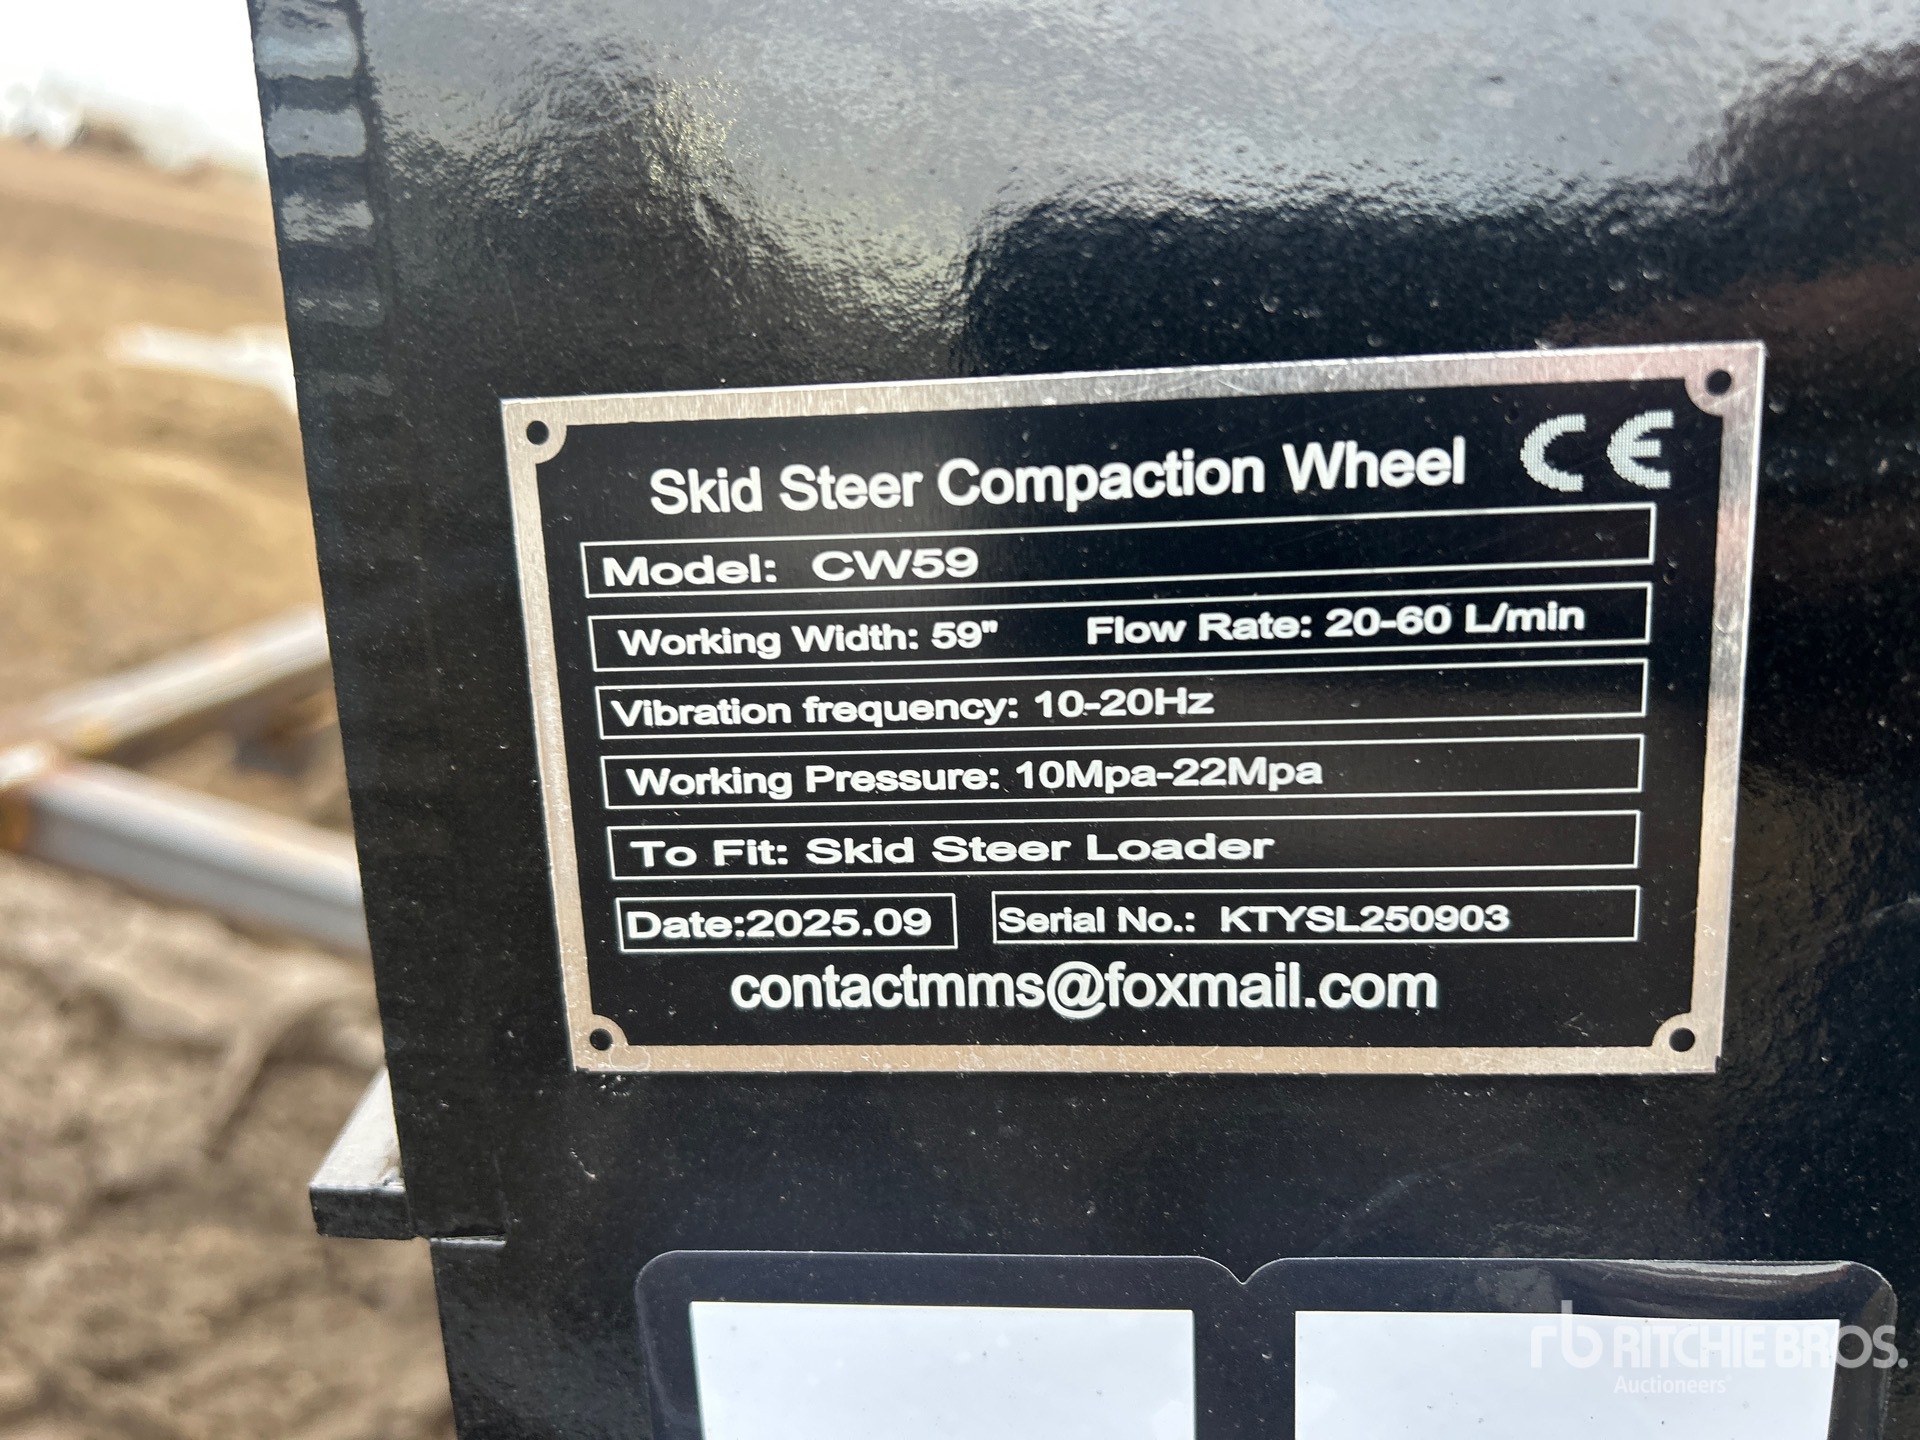 Skid Steer Compaction Wheel CE
Model: CW59
Working Width: 59" Flow Rate: 20-60 L/min
Vibration frequency: 10-20Hz
Working Pressure: 10Mpa-22Mpa
To Fit: Skid Steer Loader
Date:2025.09 Serial No.: KTYSL250903
contactmms@foxmail.com
rb RITCHIE BROS.
Auctioneers